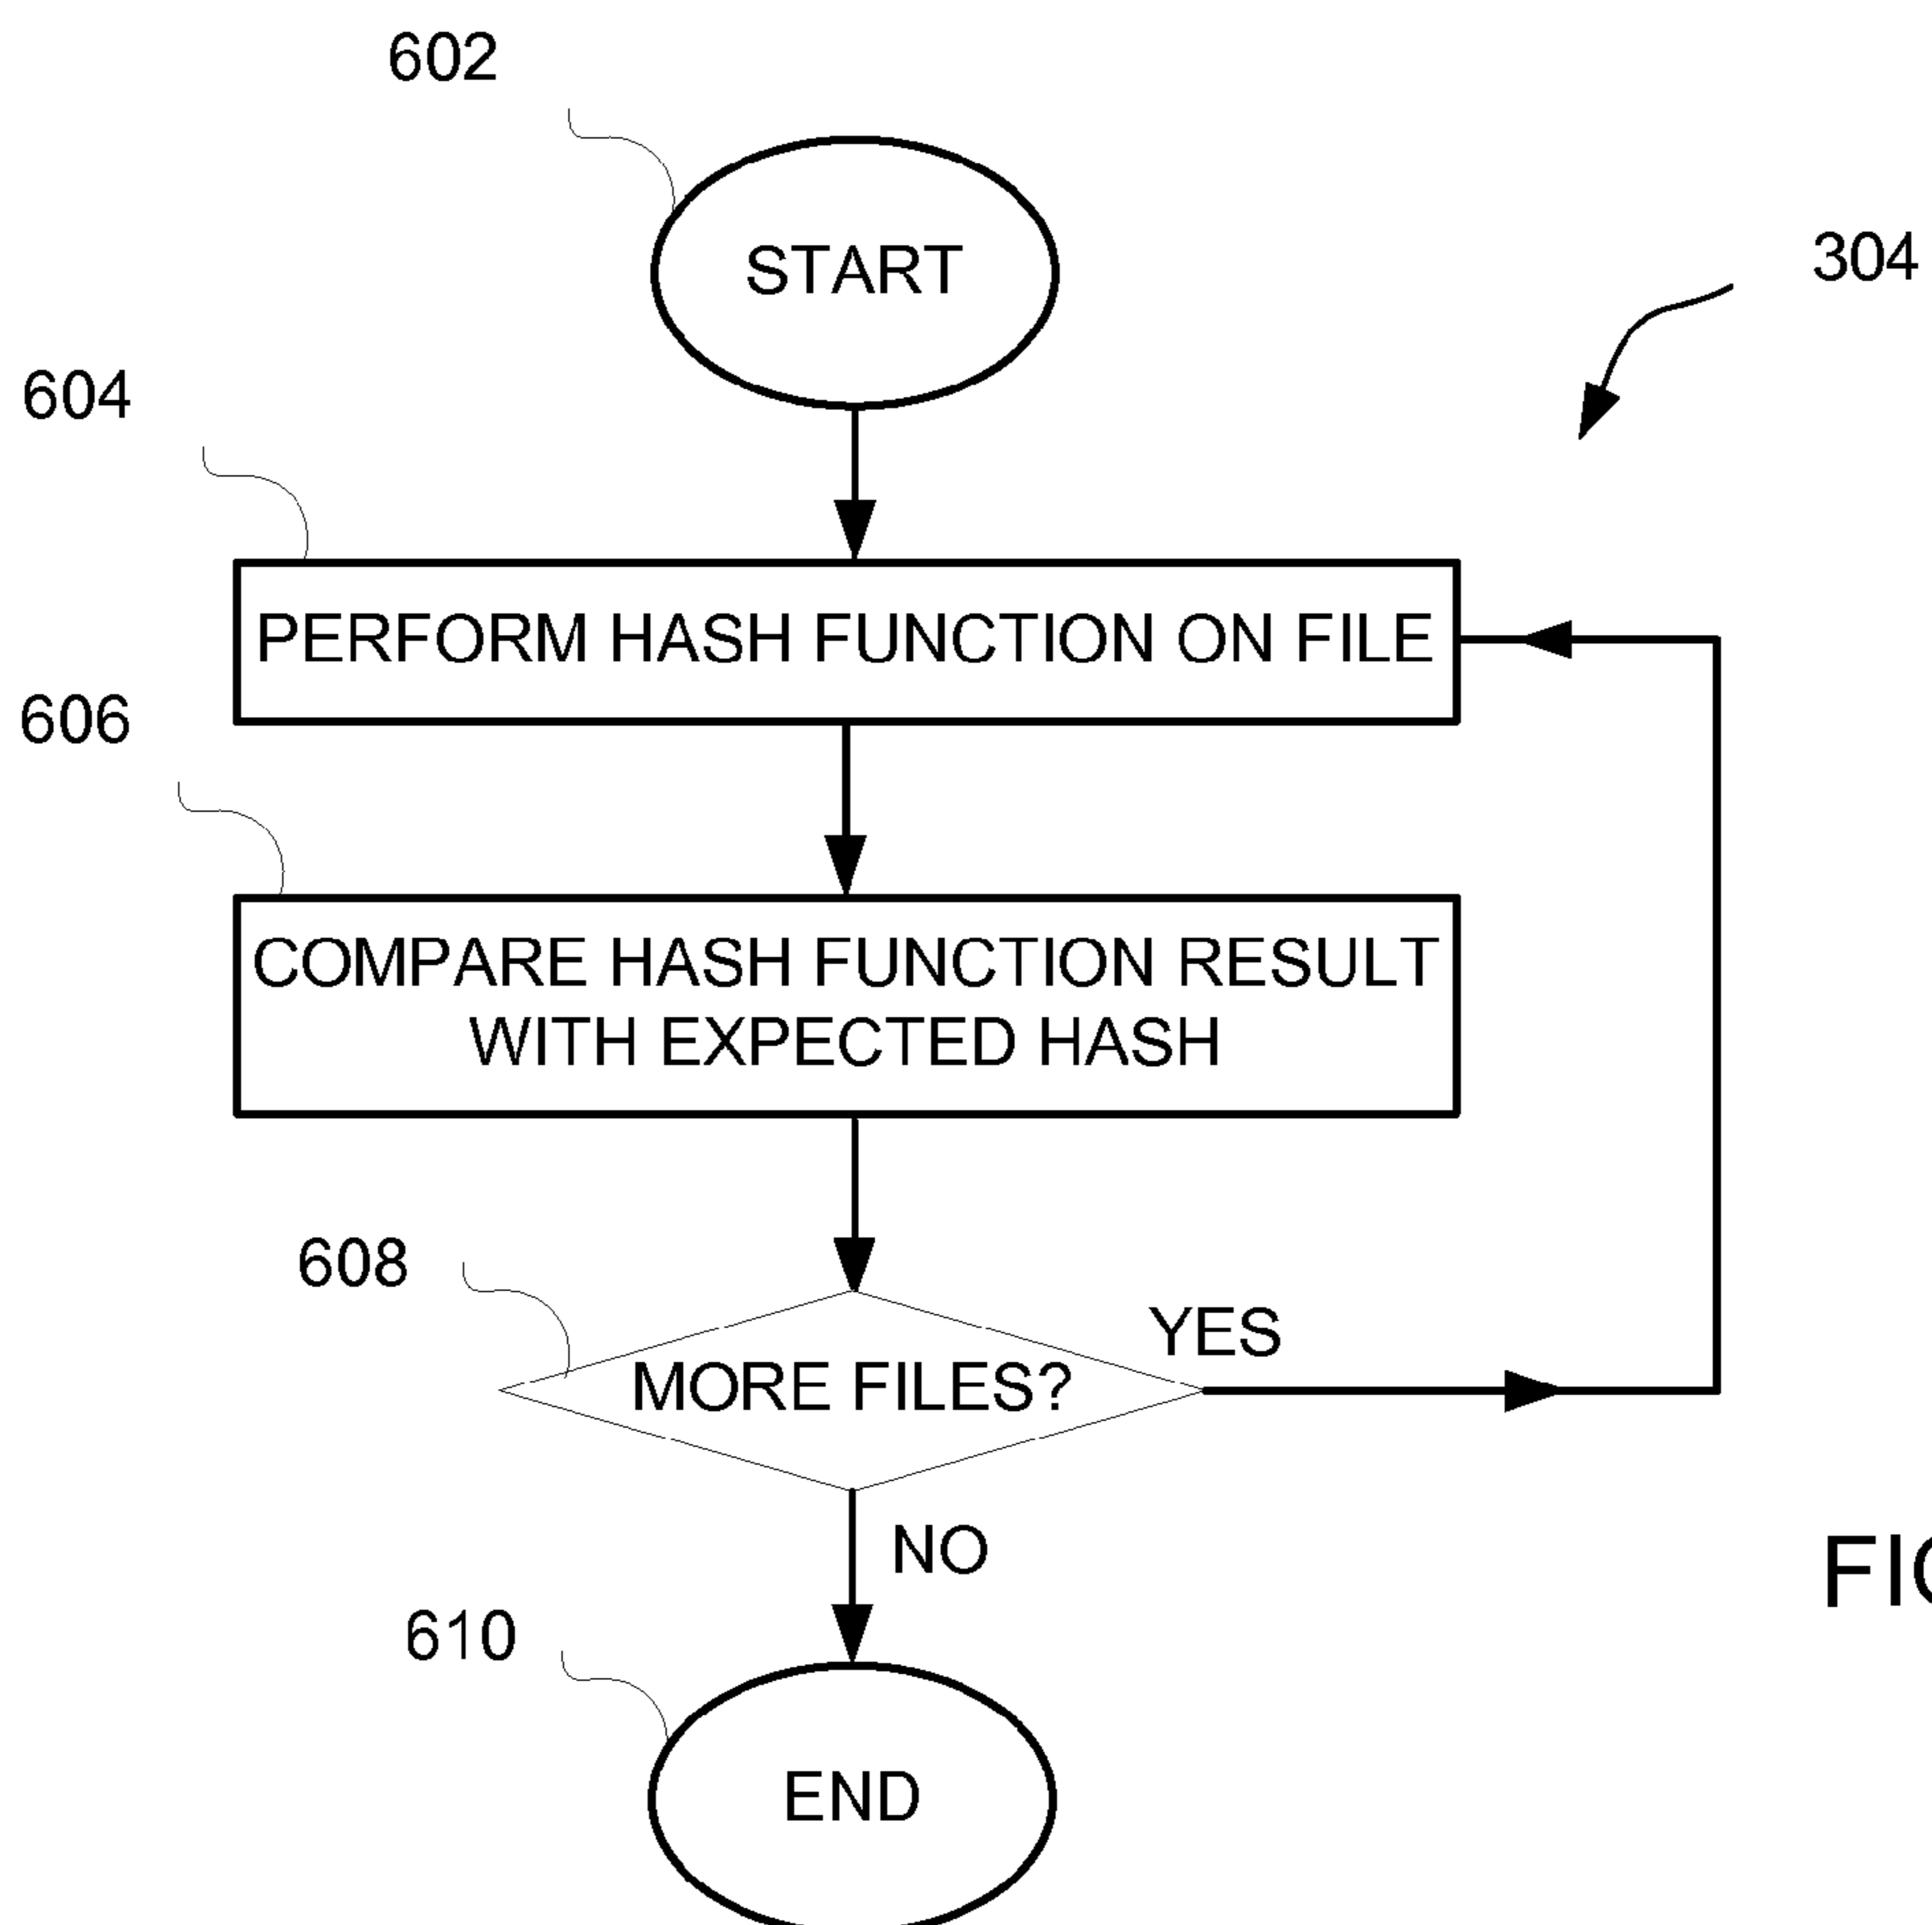 602
START
304
604
PERFORM HASH FUNCTION ON FILE
606
COMPARE HASH FUNCTION RESULT
WITH EXPECTED HASH
608
YES
MORE FILES?
NO
610
END